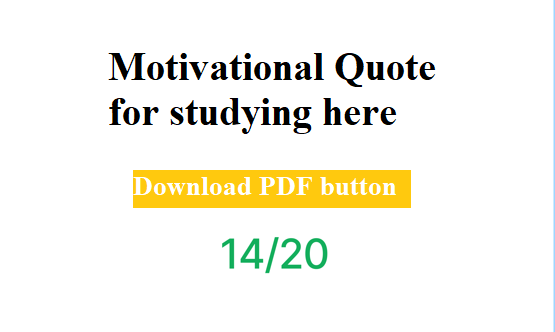 Motivational Quote
for studying here
Download PDF button
14/20